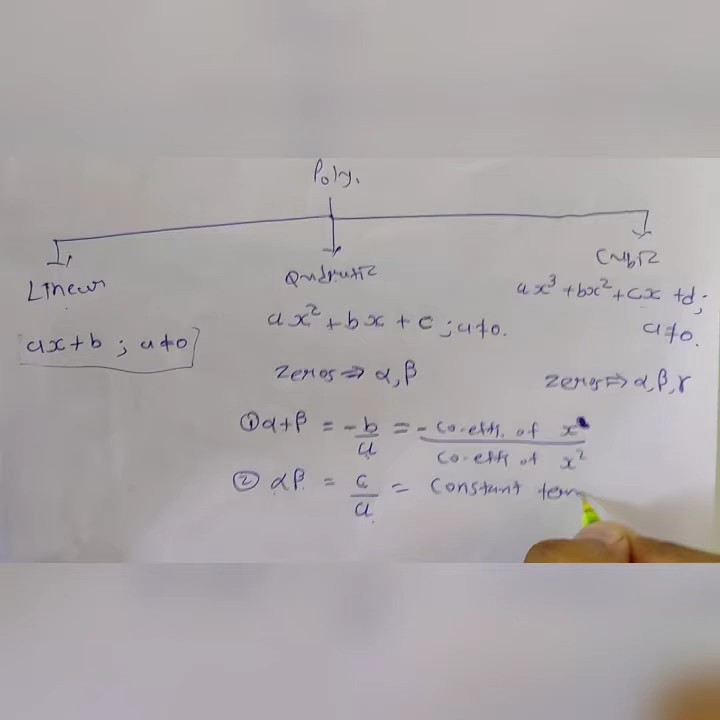 Poly.
Linear
ax+b ; a≠0
Quadratic
ax² + bx + c ; a≠0.
zeros ⇒ α, β
① α+β = -b/a = - co-eff. of x / co-eff of x²
② αβ = c/a = constant term
Cubic
ax³ + bx² + cx + d ;
a≠0.
zeros ⇒ α, β, γ